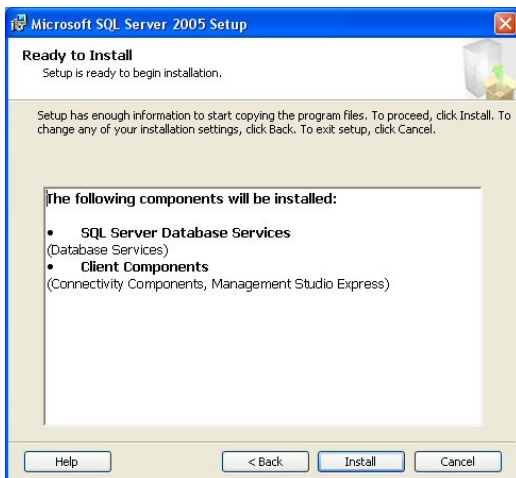 Microsoft SQL Server 2005 Setup
Ready to Install
Setup is ready to begin installation.
Setup has enough information to start copying the program files. To proceed, click Install. To
change any of your installation settings, click Back. To exit setup, click Cancel.
The following components will be installed:
• SQL Server Database Services
(Database Services)
• Client Components
(Connectivity Components, Management Studio Express)
Help
< Back
Install
Cancel